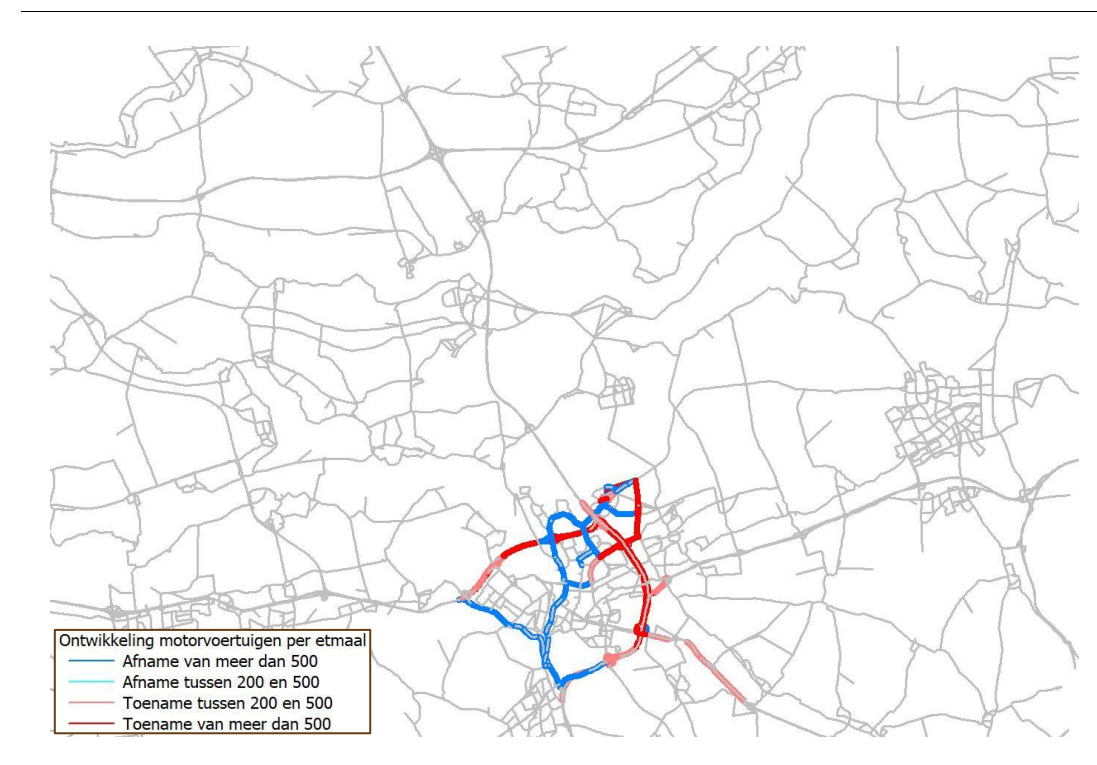 Ontwikkeling motorvoertuigen per etmaal
Afname van meer dan 500
Afname tussen 200 en 500
Toename tussen 200 en 500
Toename van meer dan 500